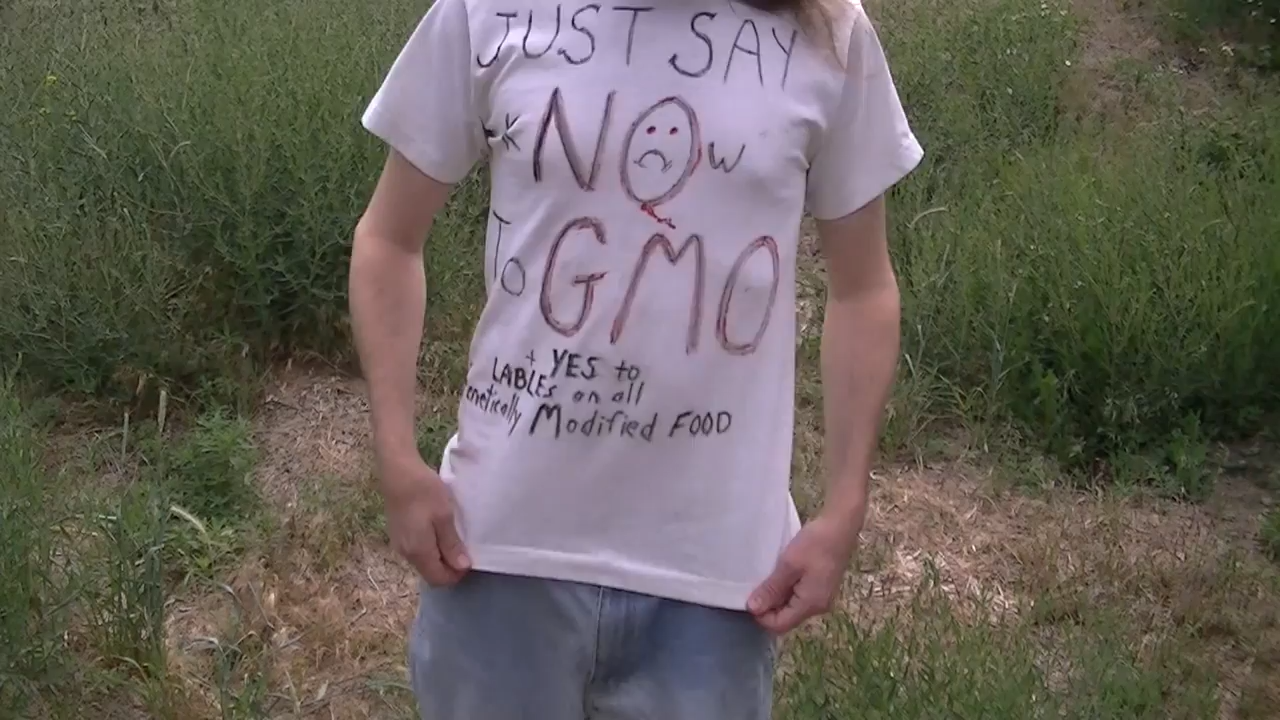 JUST SAY
*NOW
TO GMO
+ YES to
LABLES on all
enetically Modified FOOD